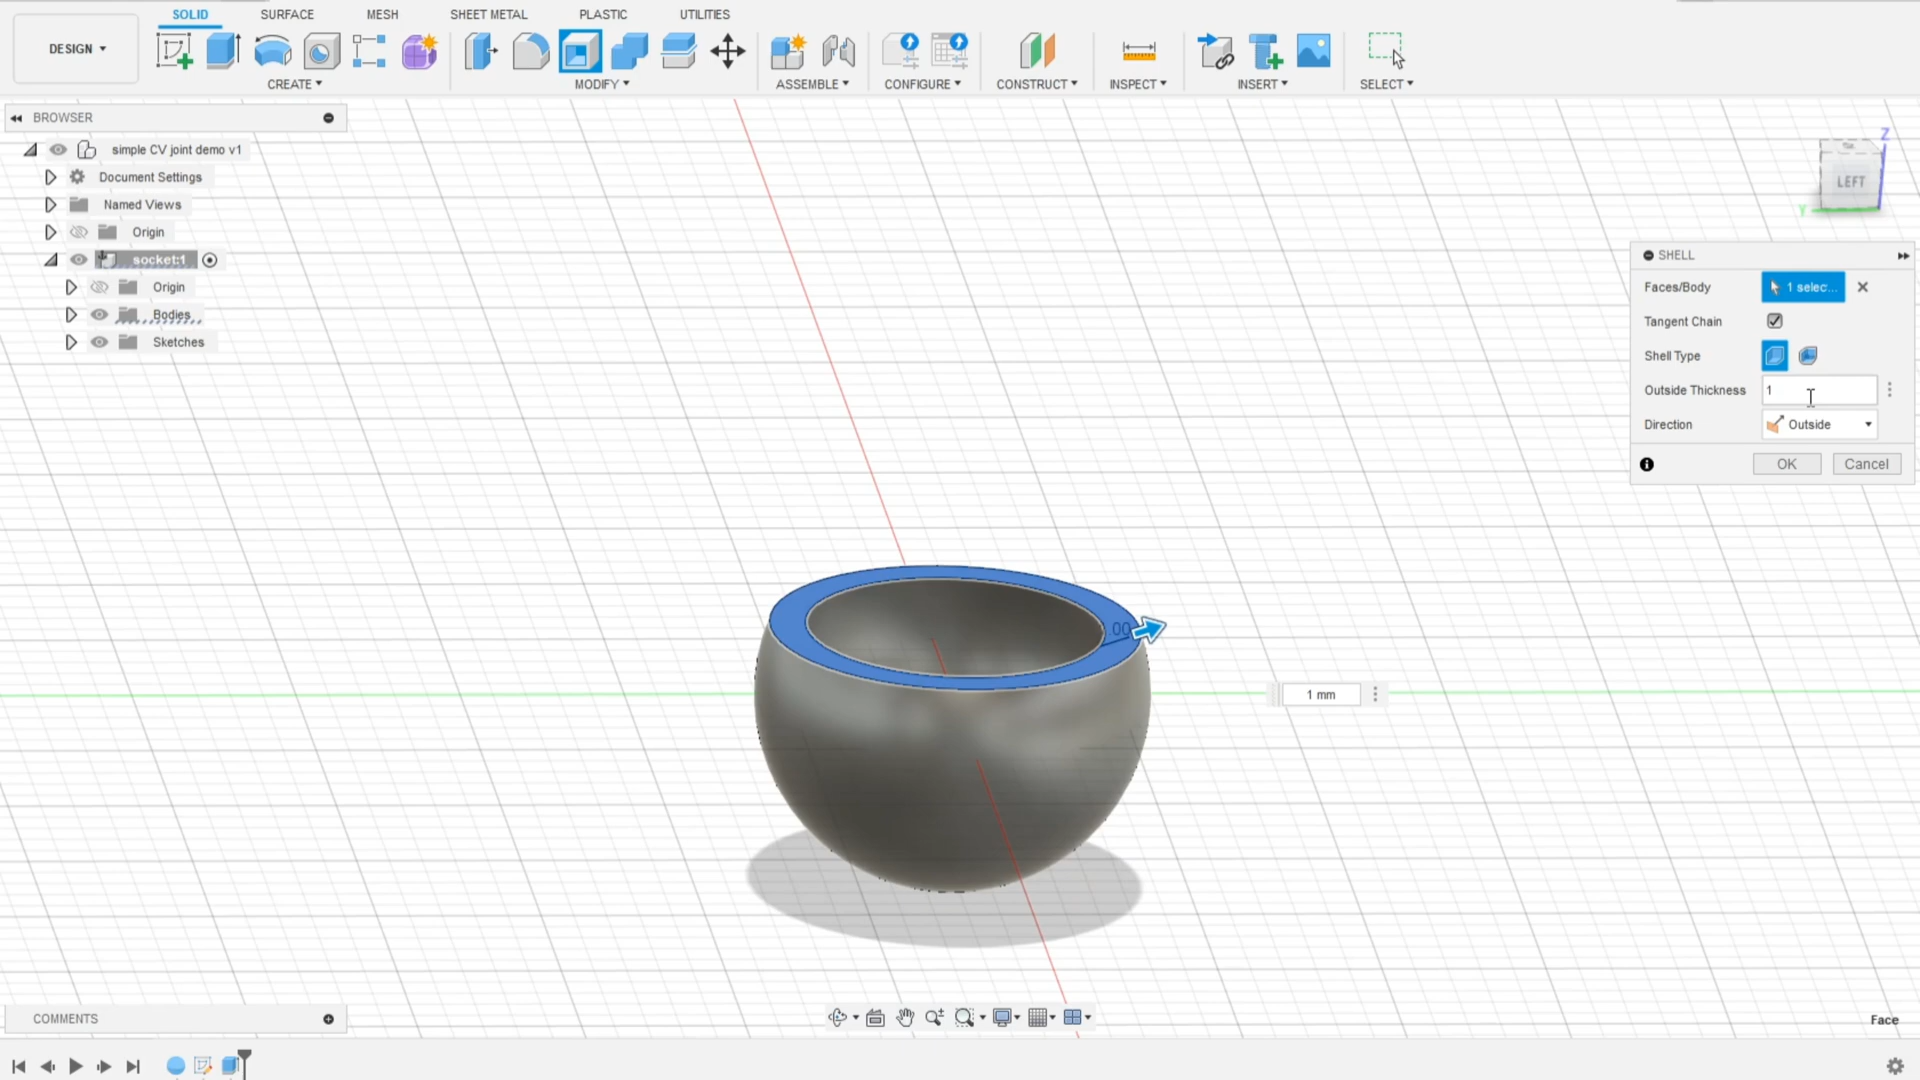 SOLID SURFACE MESH SHEET METAL PLASTIC UTILITIES
DESIGN
CREATE MODIFY ASSEMBLE CONFIGURE CONSTRUCT INSPECT INSERT SELECT
BROWSER
simple CV joint demo v1
Document Settings
Named Views
Origin
socket:1
Origin
Bodies
Sketches
Z
LEFT
Y
SHELL
Faces/Body 1 selec...
Tangent Chain
Shell Type
Outside Thickness 1
Direction Outside
OK Cancel
.00
1 mm
COMMENTS
Face